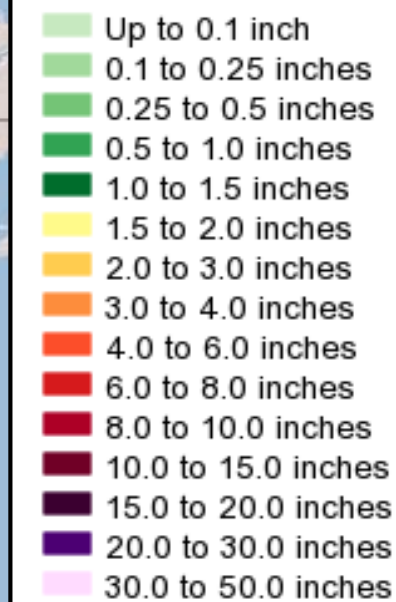 Up to 0.1 inch
0.1 to 0.25 inches
0.25 to 0.5 inches
0.5 to 1.0 inches
1.0 to 1.5 inches
1.5 to 2.0 inches
2.0 to 3.0 inches
3.0 to 4.0 inches
4.0 to 6.0 inches
6.0 to 8.0 inches
8.0 to 10.0 inches
10.0 to 15.0 inches
15.0 to 20.0 inches
20.0 to 30.0 inches
30.0 to 50.0 inches